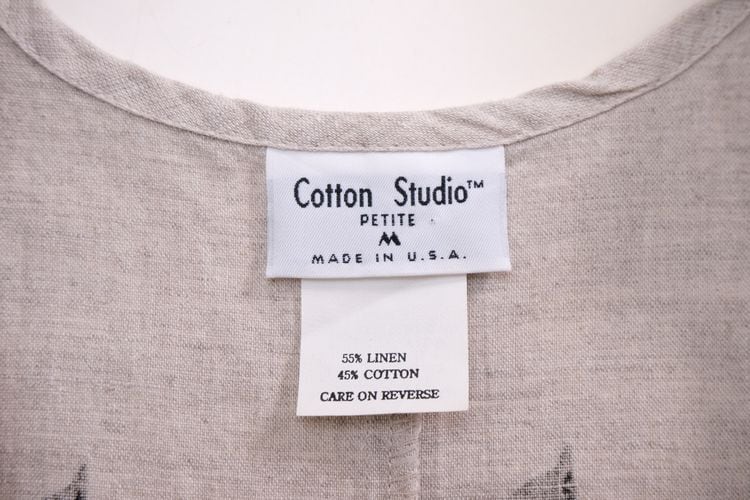 Cotton Studio™
PETITE
M
MADE IN U.S.A.
55% LINEN
45% COTTON
CARE ON REVERSE